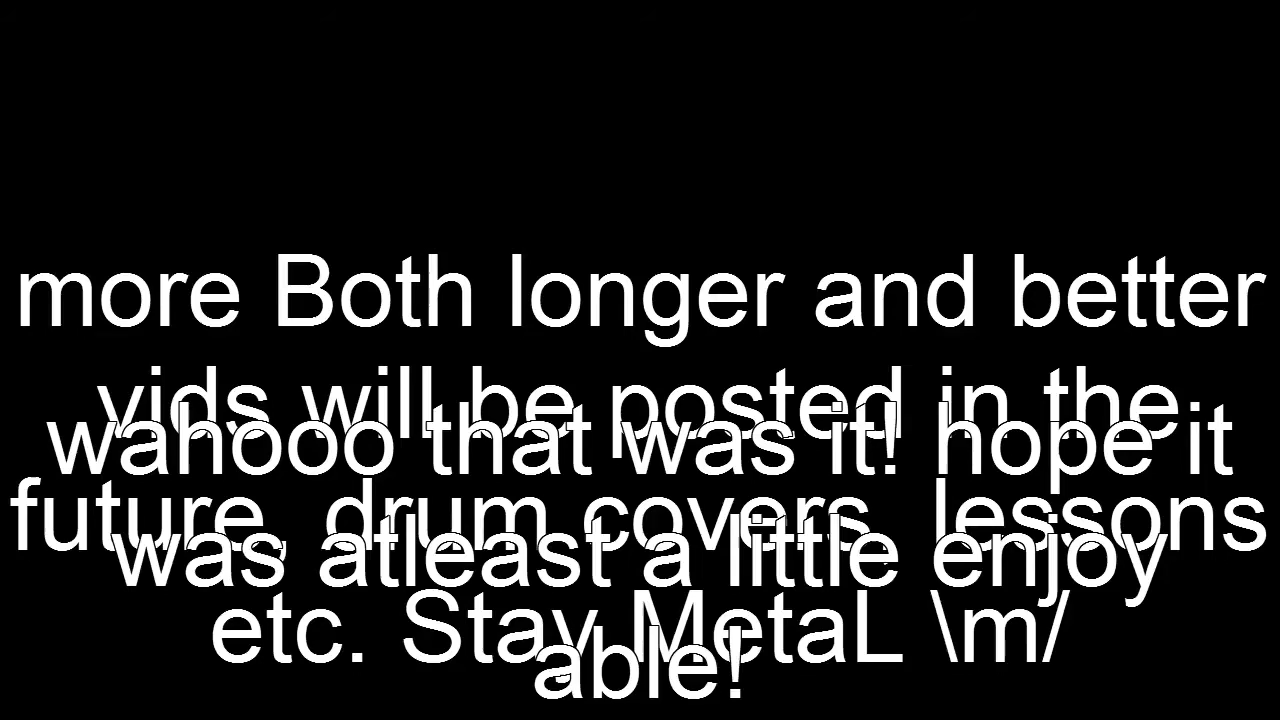 more Both longer and better
vids will be posted in the
wahooo that was it! hope it
future, drum covers, lessons
was atleast a little enjoy
etc. Stay MetaL \m/
able!